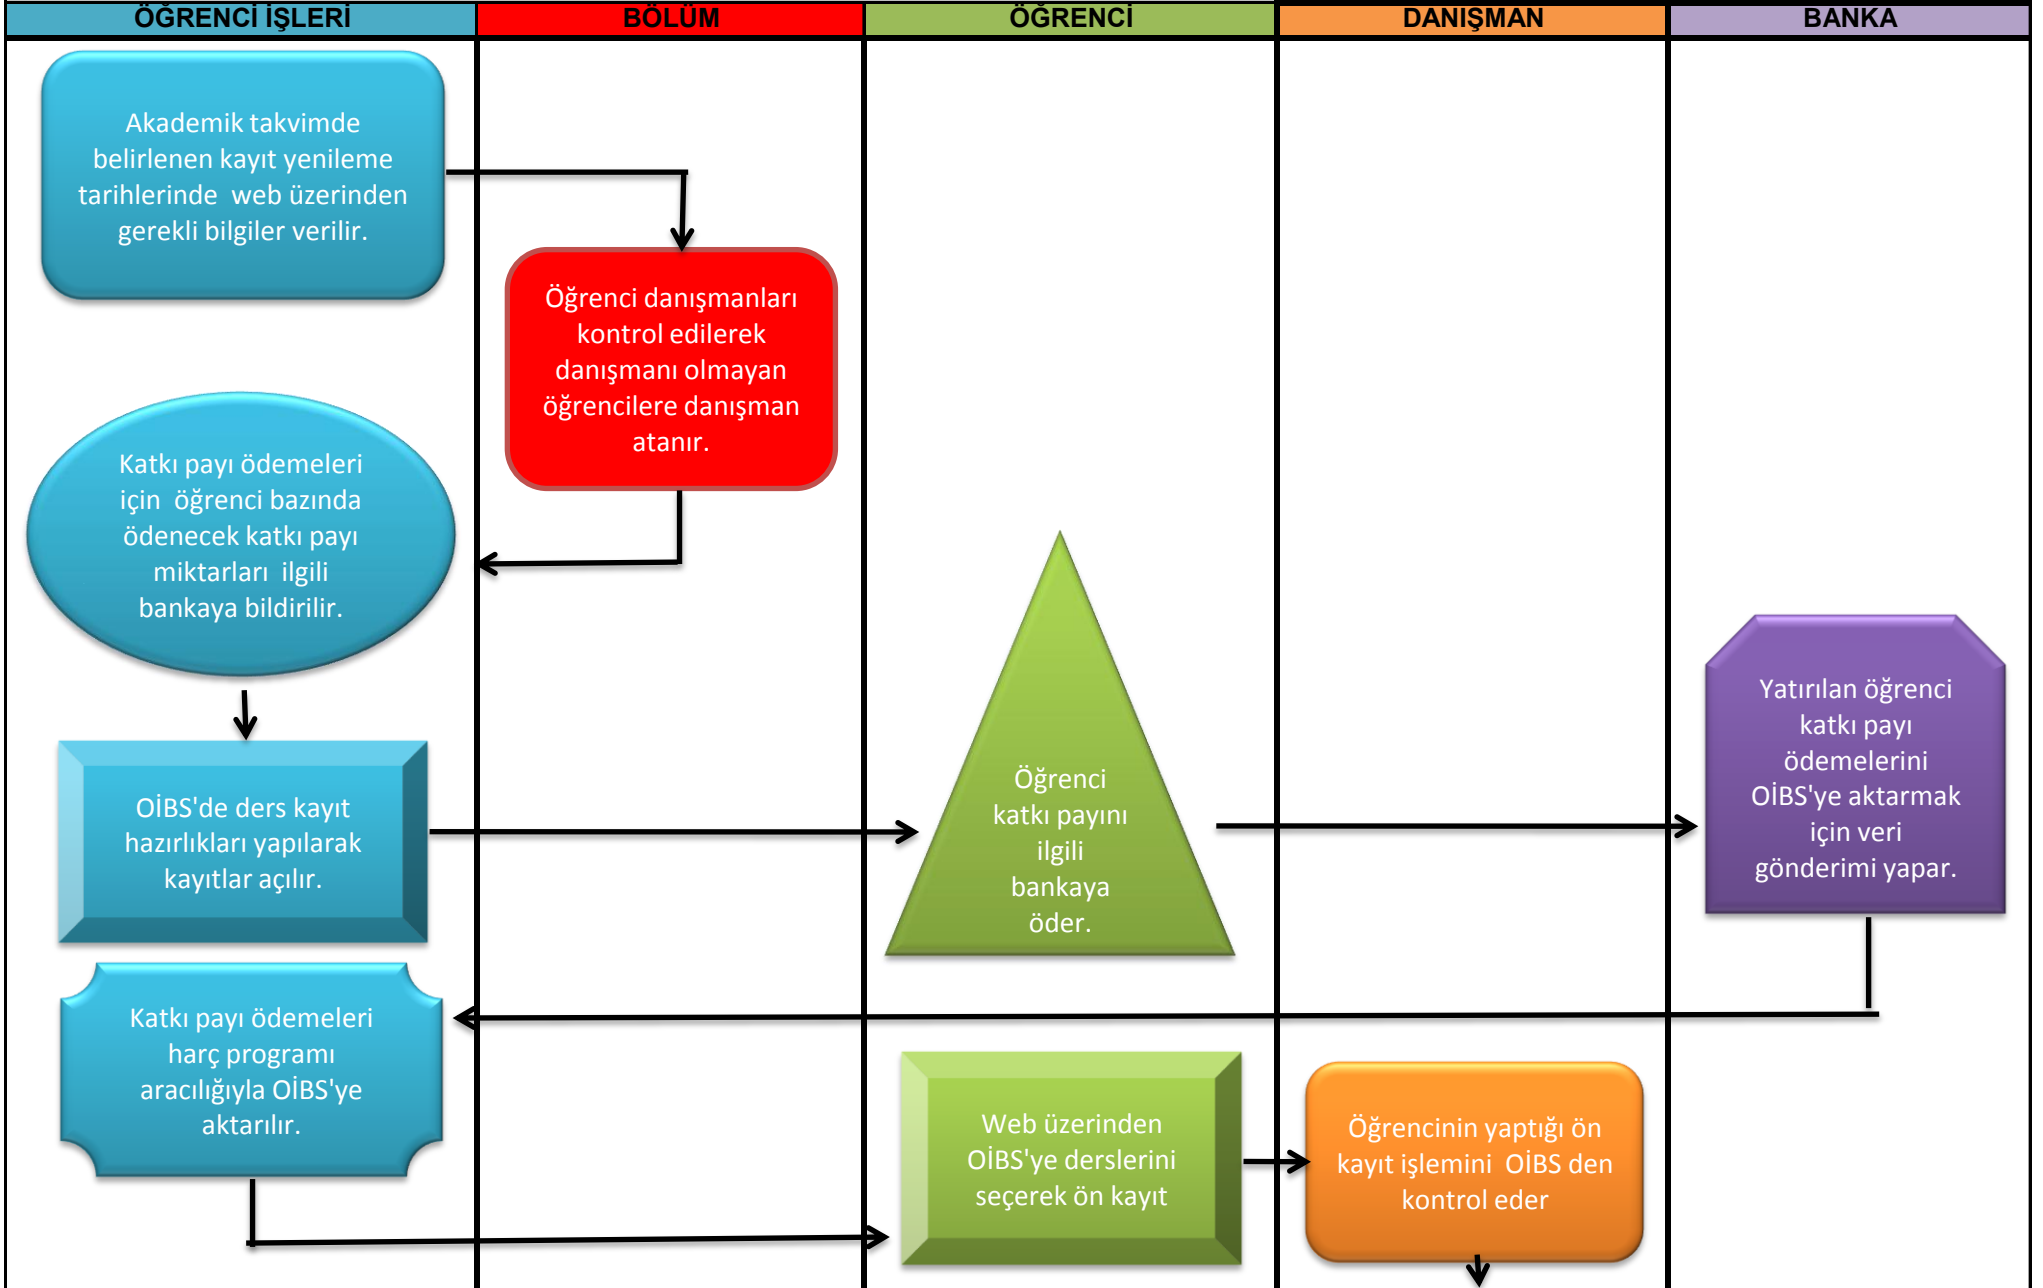 ÖĞRENCİ İŞLERİ
BÖLÜM
ÖĞRENCİ
DANIŞMAN
BANKA
Akademik takvimde
belirlenen kayıt yenileme
tarihlerinde web üzerinden
gerekli bilgiler verilir.
Öğrenci danışmanları
kontrol edilerek
danışmanı olmayan
öğrencilere danışman
atanır.
Katkı payı ödemeleri
için öğrenci bazında
ödenecek katkı payı
miktarları ilgili
bankaya bildirilir.
OİBS'de ders kayıt
hazırlıkları yapılarak
kayıtlar açılır.
Öğrenci
katkı payını
ilgili
bankaya
öder.
Yatırılan öğrenci
katkı payı
ödemelerini
OİBS'ye aktarmak
için veri
gönderimi yapar.
Katkı payı ödemeleri
harç programı
aracılığıyla OİBS'ye
aktarılır.
Web üzerinden
OİBS'ye derslerini
seçerek ön kayıt
Öğrencinin yaptığı ön
kayıt işlemini OİBS den
kontrol eder